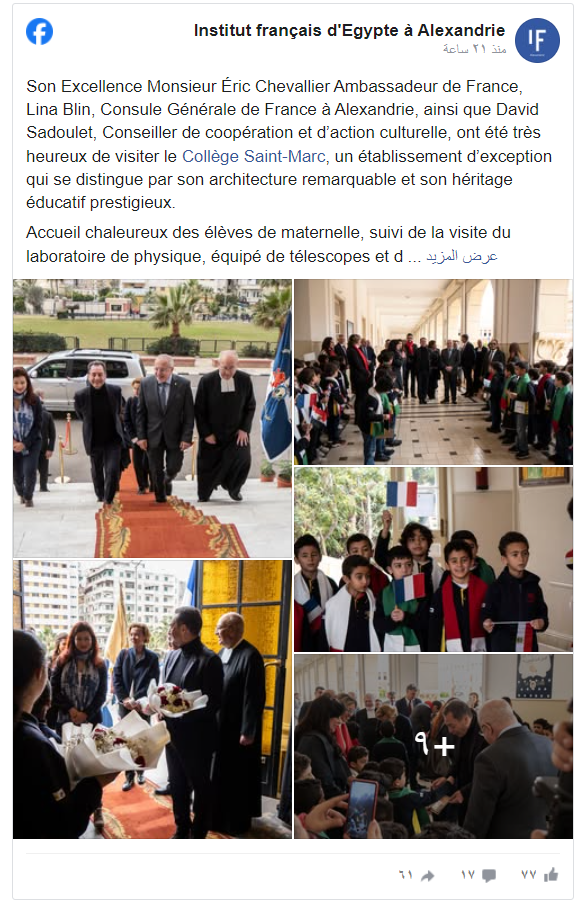 Institut français d'Egypte à Alexandrie
منذ ٢١ ساعة
Son Excellence Monsieur Éric Chevallier Ambassadeur de France,
Lina Blin, Consule Générale de France à Alexandrie, ainsi que David
Sadoulet, Conseiller de coopération et d’action culturelle, ont été très
heureux de visiter le Collège Saint-Marc, un établissement d’exception
qui se distingue par son architecture remarquable et son héritage
éducatif prestigieux.
Accueil chaleureux des élèves de maternelle, suivi de la visite du
laboratoire de physique, équipé de télescopes et d ... عرض المزيد
٩+
٦١ ١٧ ٧٧